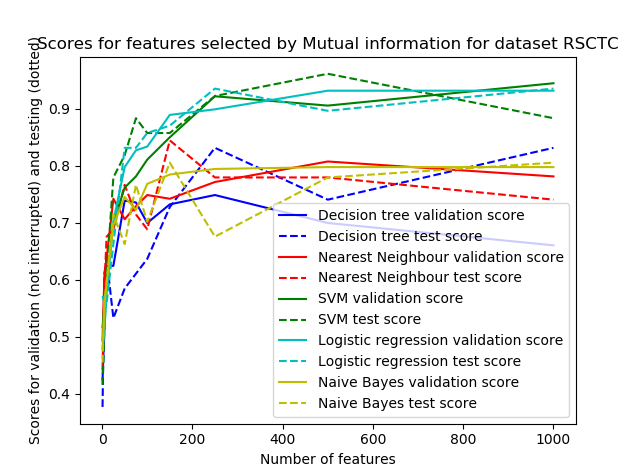 Scores for features selected by Mutual information for dataset RSCTC
Scores for validation (not interrupted) and testing (dotted)
0.9
0.8
0.7
0.6
0.5
0.4
Decision tree validation score
Decision tree test score
Nearest Neighbour validation score
Nearest Neighbour test score
SVM validation score
SVM test score
Logistic regression validation score
Logistic regression test score
Naive Bayes validation score
Naive Bayes test score
0 200 400 600 800 1000
Number of features